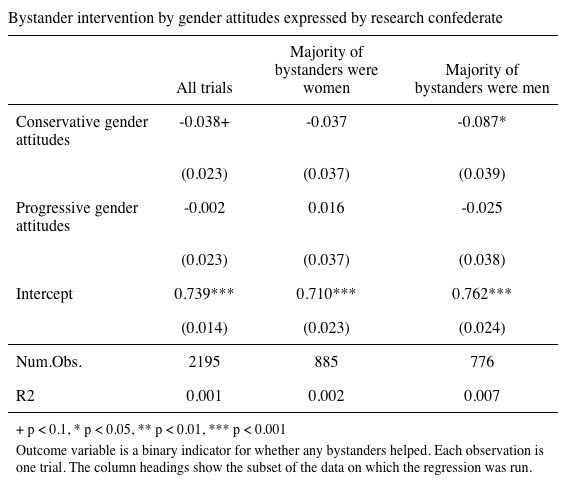 Bystander intervention by gender attitudes expressed by research confederate
All trials
Majority of
bystanders were
women
Majority of
bystanders were men
Conservative gender
attitudes
-0.038+ -0.037 -0.087*
(0.023) (0.037) (0.039)
Progressive gender
attitudes
-0.002 0.016 -0.025
(0.023) (0.037) (0.038)
Intercept 0.739*** 0.710*** 0.762***
(0.014) (0.023) (0.024)
Num.Obs. 2195 885 776
R2 0.001 0.002 0.007
+ p < 0.1, * p < 0.05, ** p < 0.01, *** p < 0.001
Outcome variable is a binary indicator for whether any bystanders helped. Each observation is
one trial. The column headings show the subset of the data on which the regression was run.